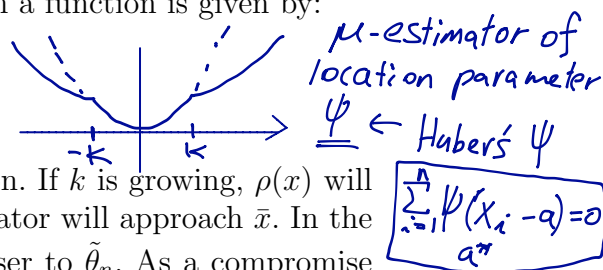 n a function is given by:
μ-estimator of
location parameter
ψ ← Huber's ψ
-k k
n. If k is growing, ρ(x) will
ator will approach x̄. In the
ser to θ̃ₙ. As a compromise
n
∑ ψ(xᵢ - a) = 0
i=1